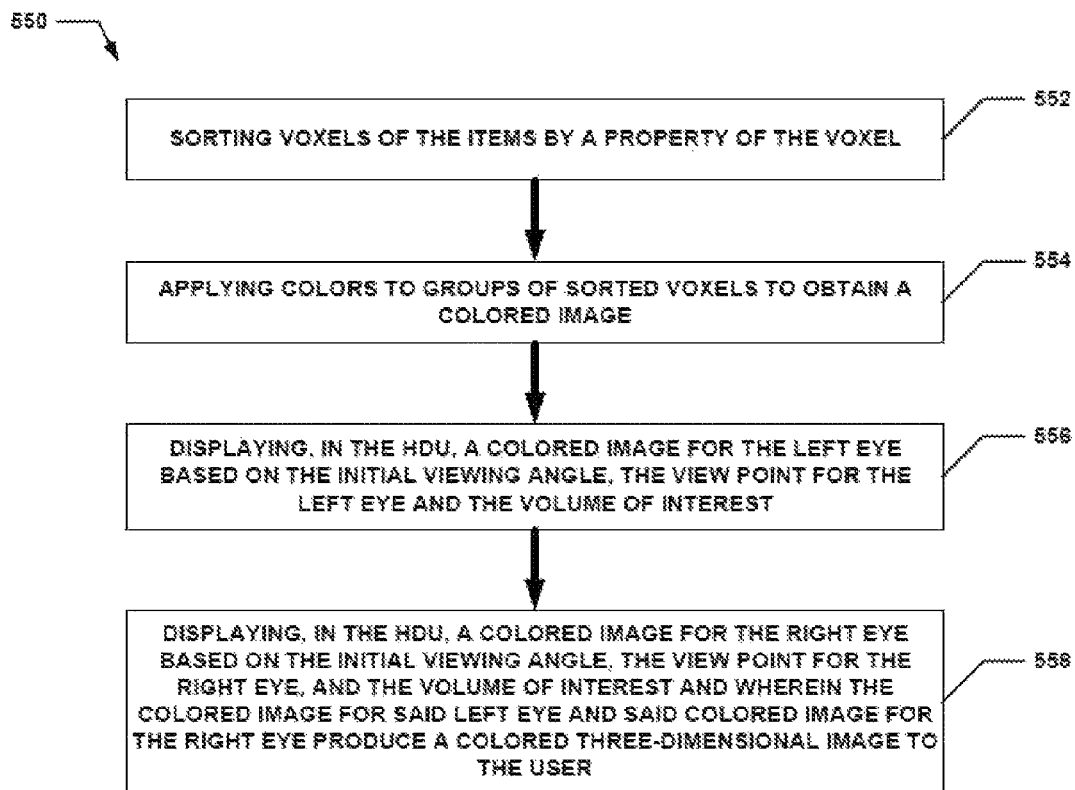 550
552
SORTING VOXELS OF THE ITEMS BY A PROPERTY OF THE VOXEL
554
APPLYING COLORS TO GROUPS OF SORTED VOXELS TO OBTAIN A
COLORED IMAGE
556
DISPLAYING, IN THE HDU, A COLORED IMAGE FOR THE LEFT EYE
BASED ON THE INITIAL VIEWING ANGLE, THE VIEW POINT FOR THE
LEFT EYE AND THE VOLUME OF INTEREST
558
DISPLAYING, IN THE HDU, A COLORED IMAGE FOR THE RIGHT EYE
BASED ON THE INITIAL VIEWING ANGLE, THE VIEW POINT FOR THE
RIGHT EYE, AND THE VOLUME OF INTEREST AND WHEREIN THE
COLORED IMAGE FOR SAID LEFT EYE AND SAID COLORED IMAGE FOR
THE RIGHT EYE PRODUCE A COLORED THREE-DIMENSIONAL IMAGE TO
THE USER